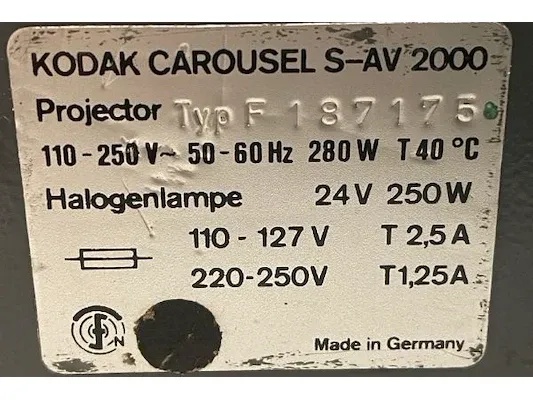 KODAK CAROUSEL S-AV 2000
Projector Typ F 187175
110-250 V~ 50-60 Hz 280 W T 40 °C
Halogenlampe 24 V 250 W
110-127 V T 2,5 A
220-250V T1,25A
F N
Made in Germany